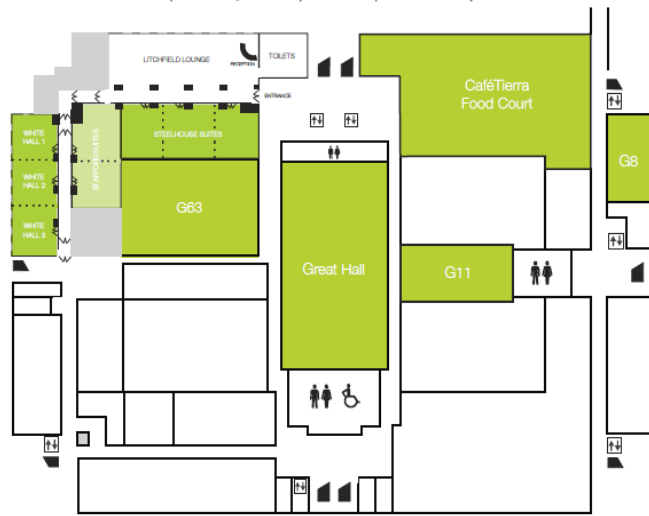 LITCHFIELD LOUNGE
RECEPTION
TOILETS
ENTRANCE
CaféTierra
Food Court
WHITE
HALL 1
WHITE
HALL 2
WHITE
HALL 3
STAFFORD SUITES
STEELHOUSE SUITES
G63
Great Hall
G11
G8